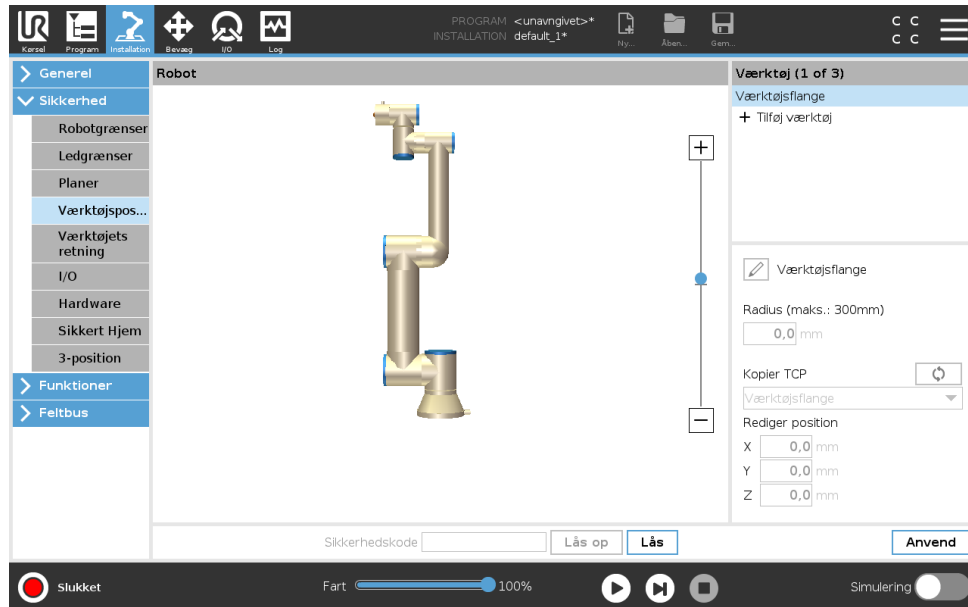 UR
PROGRAM <unavngivet>*
INSTALLATION default_1*
Kørsel Program Installation Bevæg I/O Log Ny... Åben... Gem...
C C
C C
Generel
Sikkerhed
Robotgrænser
Ledgrænser
Planer
Værktøjspos...
Værktøjets
retning
I/O
Hardware
Sikkert Hjem
3-position
Funktioner
Feltbus
Robot
+
−
Værktøj (1 of 3)
Værktøjsflange
+ Tilføj værktøj
Værktøjsflange
Radius (maks.: 300mm)
0,0 mm
Kopier TCP
Værktøjsflange
Rediger position
X 0,0 mm
Y 0,0 mm
Z 0,0 mm
Sikkerhedskode Lås op Lås Anvend
Slukket Fart 100% Simulering